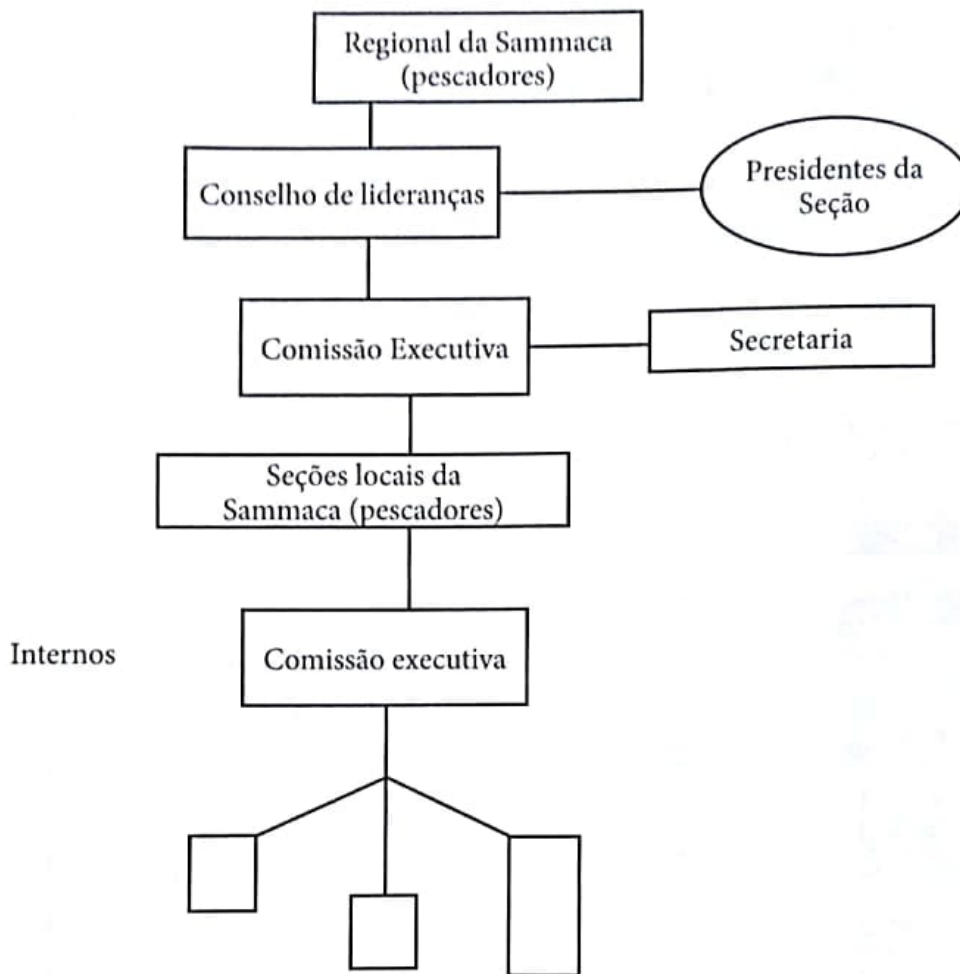 Regional da Sammaca
(pescadores)
Conselho de lideranças
Presidentes da
Seção
Comissão Executiva
Secretaria
Seções locais da
Sammaca (pescadores)
Internos
Comissão executiva